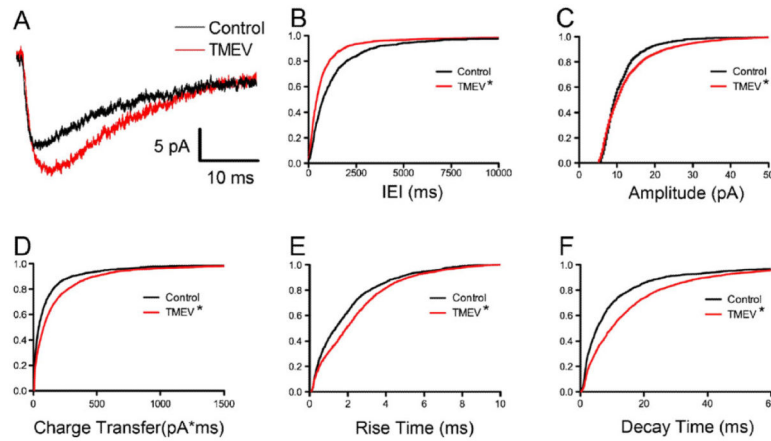 A
Control
TMEV
5 pA
10 ms
B
1.0
0.8
0.6
0.4
0.2
0.0
Control
TMEV*
0 2500 5000 7500 10000
IEI (ms)
C
1.0
0.8
0.6
0.4
0.2
0.0
Control
TMEV*
0 10 20 30 40 50
Amplitude (pA)
D
1.0
0.8
0.6
0.4
0.2
0.0
Control
TMEV*
0 500 1000 1500
Charge Transfer(pA*ms)
E
1.0
0.8
0.6
0.4
0.2
0.0
Control
TMEV*
0 2 4 6 8 10
Rise Time (ms)
F
1.0
0.8
0.6
0.4
0.2
0.0
Control
TMEV*
0 20 40 60
Decay Time (ms)